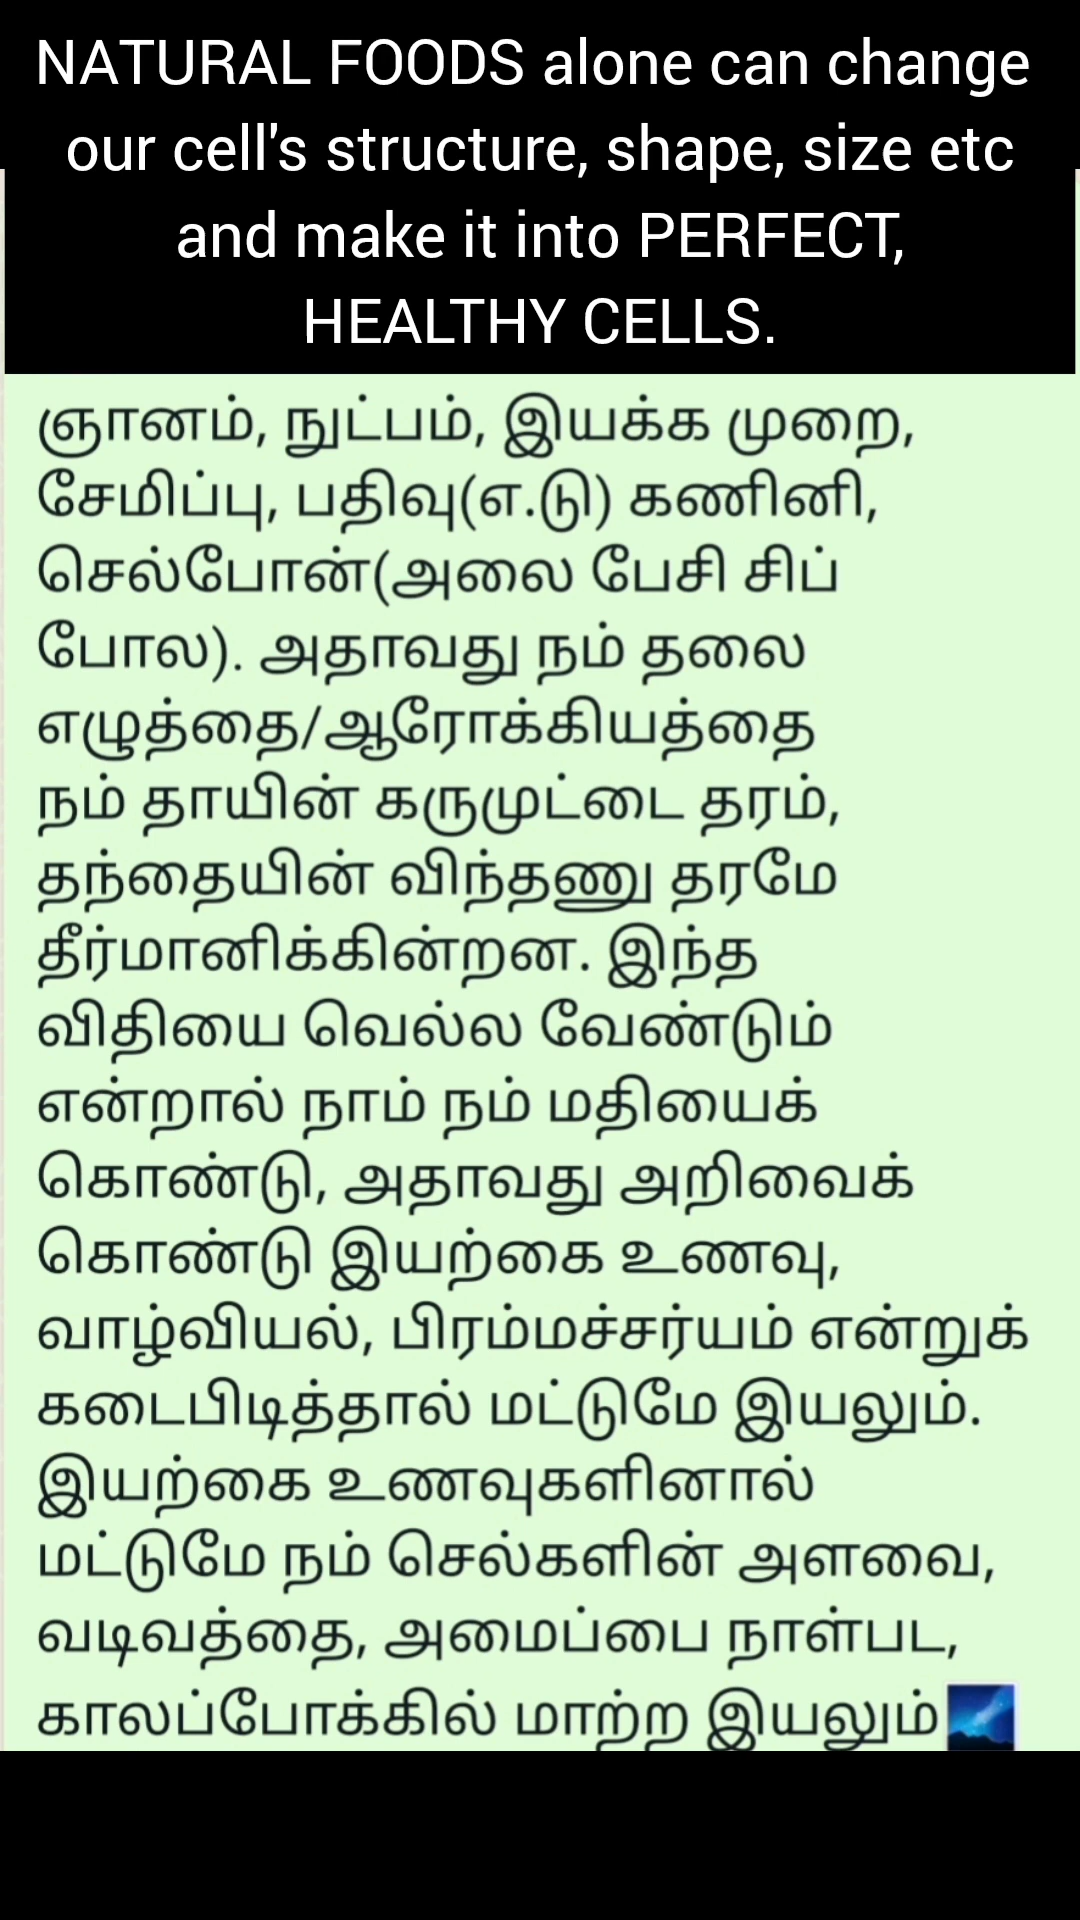 NATURAL FOODS alone can change
our cell's structure, shape, size etc
and make it into PERFECT,
HEALTHY CELLS.
ஞானம், நுட்பம், இயக்க முறை,
சேமிப்பு, பதிவு(எ.டு) கணினி,
செல்போன்(அலை பேசி சிப்
போல). அதாவது நம் தலை
எழுத்தை/ஆரோக்கியத்தை
நம் தாயின் கருமுட்டை தரம்,
தந்தையின் விந்தணு தரமே
தீர்மானிக்கின்றன. இந்த
விதியை வெல்ல வேண்டும்
என்றால் நாம் நம் மதியைக்
கொண்டு, அதாவது அறிவைக்
கொண்டு இயற்கை உணவு,
வாழ்வியல், பிரம்மச்சர்யம் என்றுக்
கடைபிடித்தால் மட்டுமே இயலும்.
இயற்கை உணவுகளினால்
மட்டுமே நம் செல்களின் அளவை,
வடிவத்தை, அமைப்பை நாள்பட,
காலப்போக்கில் மாற்ற இயலும்